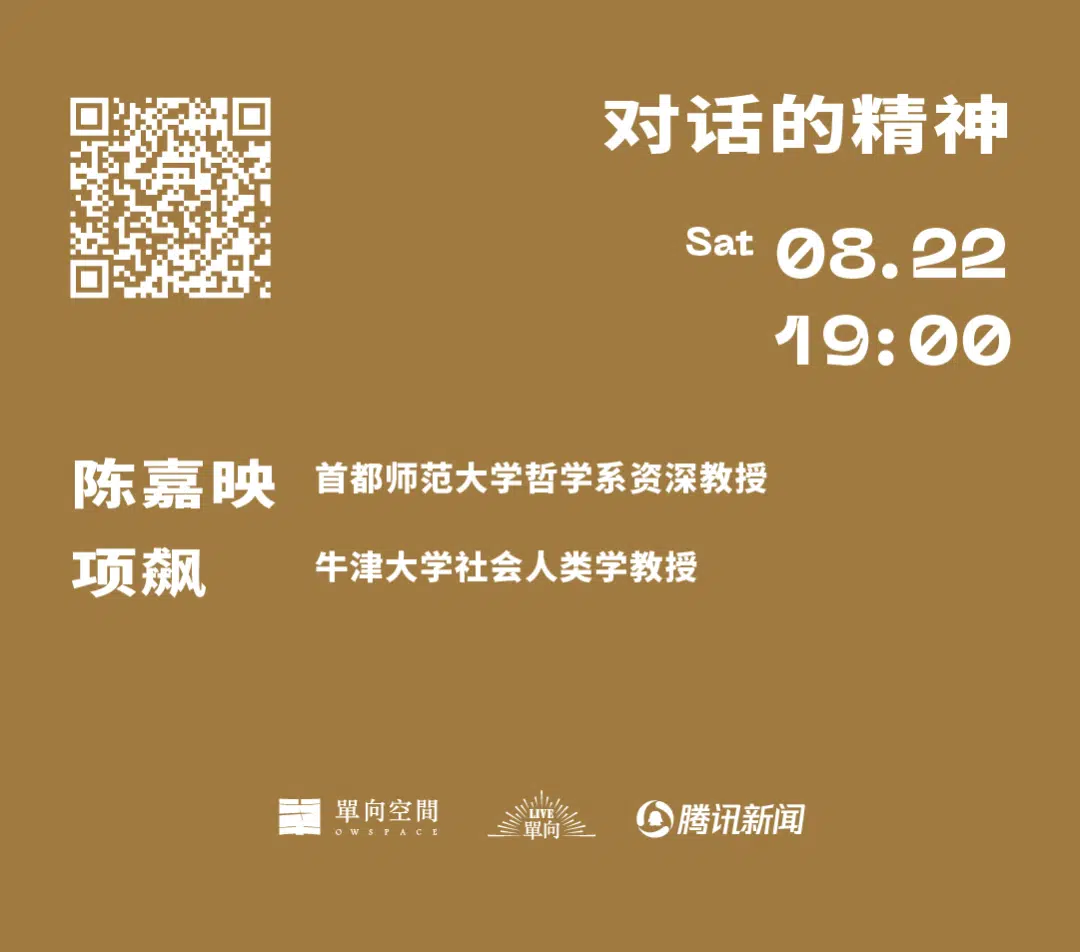 对话的精神
Sat 08.22
19:00
陈嘉映 首都师范大学哲学系资深教授
项飙 牛津大学社会人类学教授
單向空間
OWSPACE
LIVE
單向
腾讯新闻